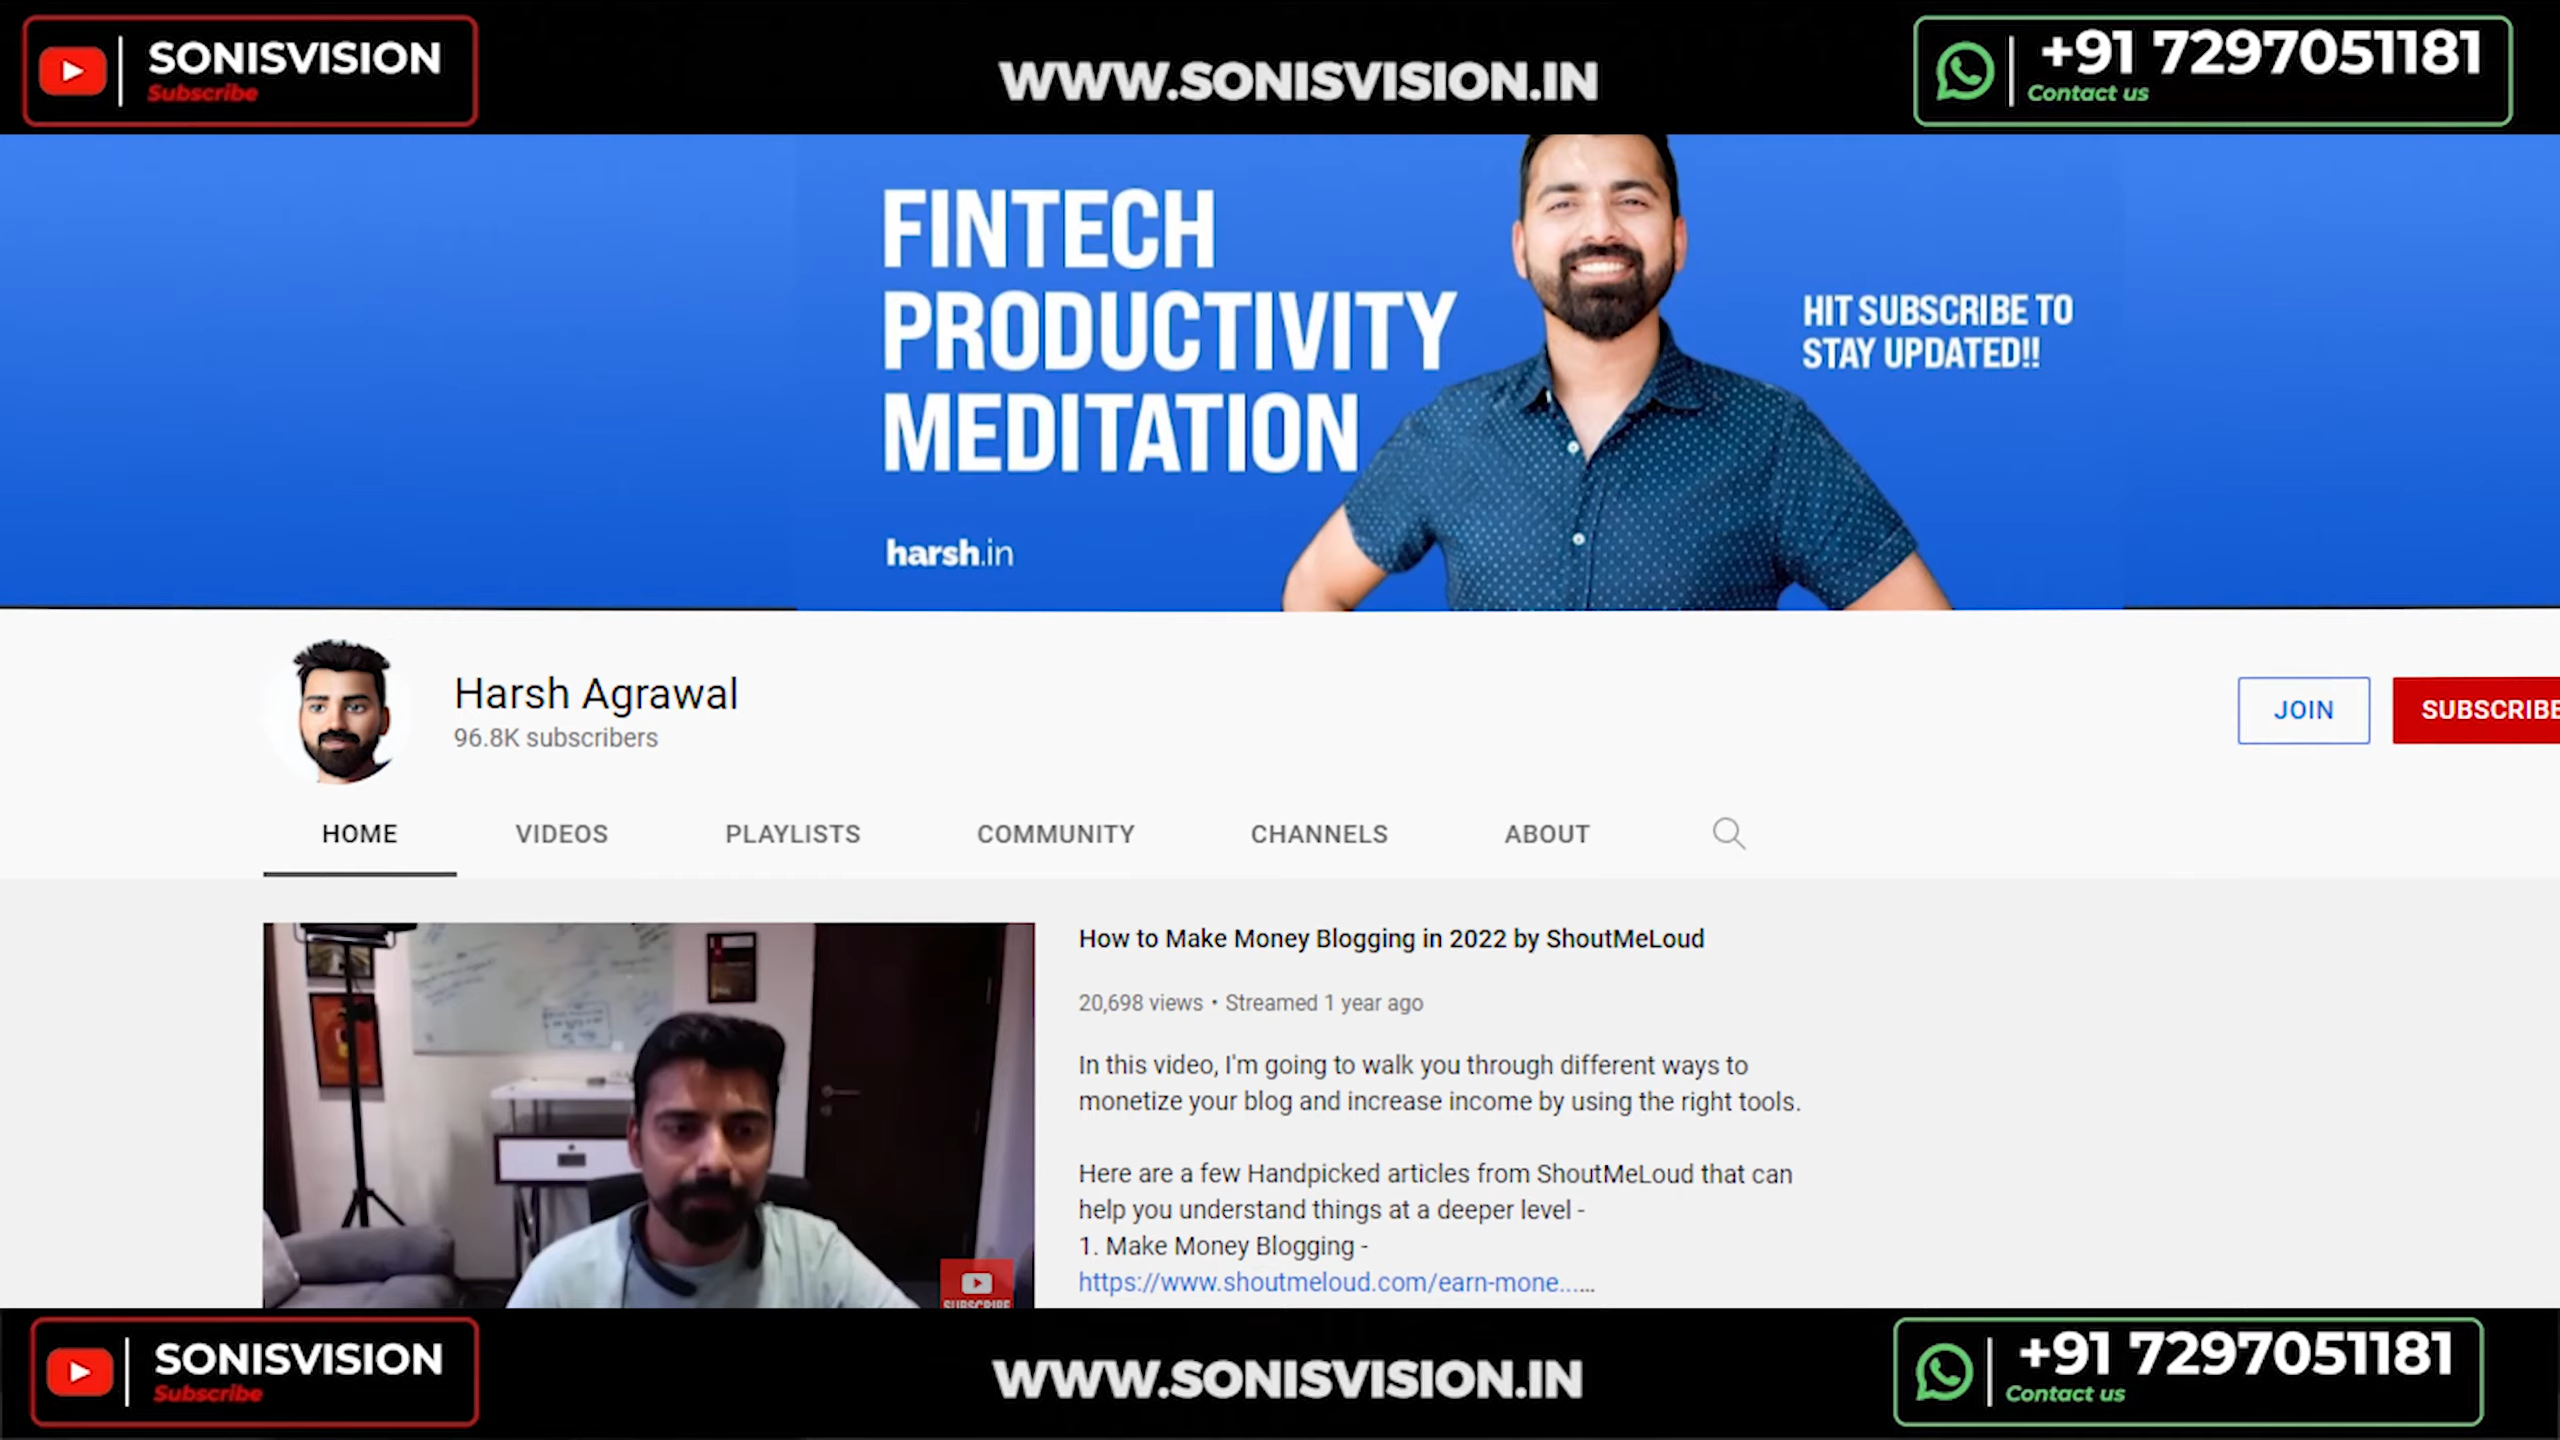 SONISVISION
Subscribe
WWW.SONISVISION.IN
+91 7297051181
Contact us
FINTECH
PRODUCTIVITY
MEDITATION
HIT SUBSCRIBE TO
STAY UPDATED!!
harsh.in
Harsh Agrawal
96.8K subscribers
JOIN
SUBSCRIBE
HOME
VIDEOS
PLAYLISTS
COMMUNITY
CHANNELS
ABOUT
How to Make Money Blogging in 2022 by ShoutMeLoud
20,698 views • Streamed 1 year ago
In this video, I'm going to walk you through different ways to
monetize your blog and increase income by using the right tools.
Here are a few Handpicked articles from ShoutMeLoud that can
help you understand things at a deeper level -
1. Make Money Blogging -
https://www.shoutmeloud.com/earn-mone......
SUBSCRIBE
SONISVISION
Subscribe
WWW.SONISVISION.IN
+91 7297051181
Contact us